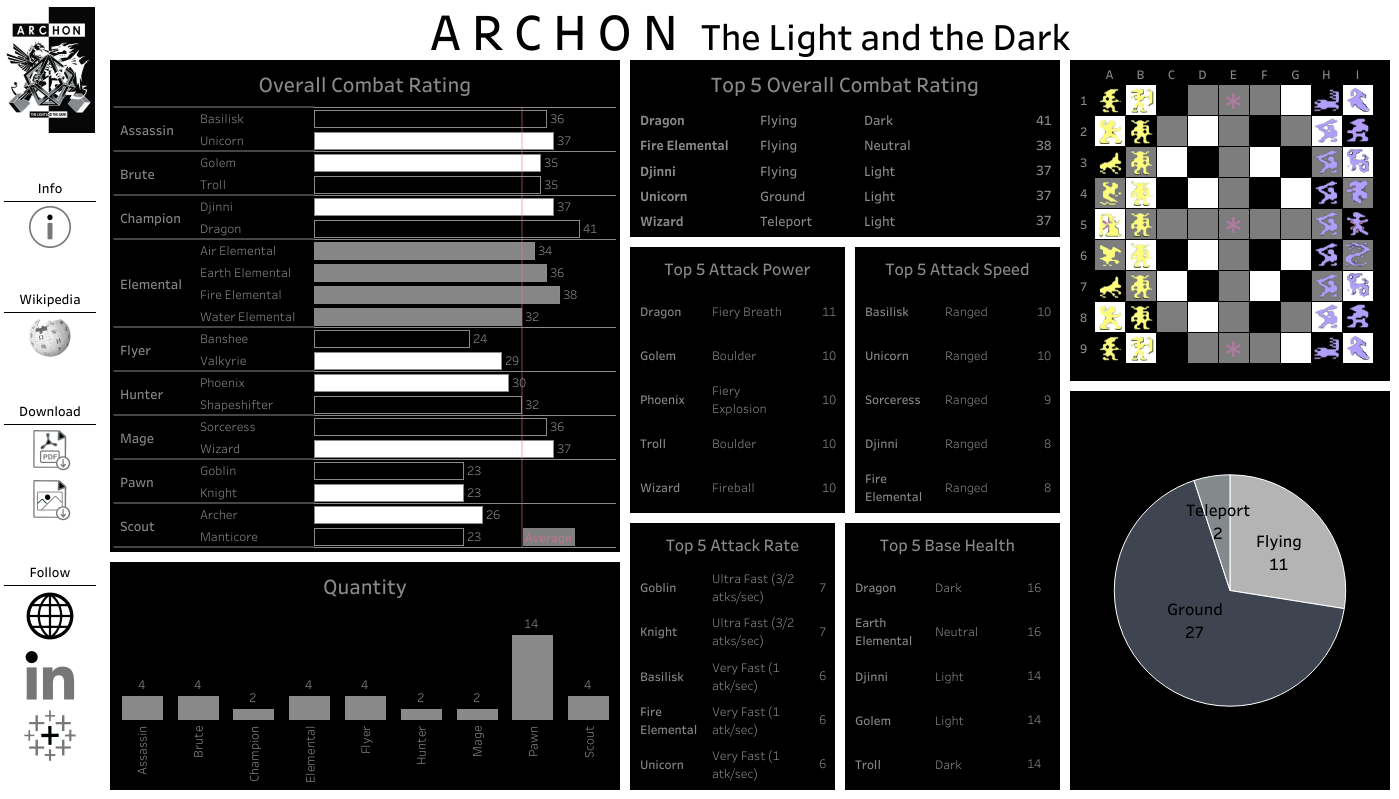 ARCHON
THE LIGHT AND THE DARK
ARCHON The Light and the Dark
Info
Wikipedia
Download
PDF
Follow
in
Overall Combat Rating
Assassin
Basilisk 36
Unicorn 37
Brute
Golem 35
Troll 35
Champion
Djinni 37
Dragon 41
Elemental
Air Elemental 34
Earth Elemental 36
Fire Elemental 38
Water Elemental 32
Flyer
Banshee 24
Valkyrie 29
Hunter
Phoenix 30
Shapeshifter 32
Mage
Sorceress 36
Wizard 37
Pawn
Goblin 23
Knight 23
Scout
Archer 26
Manticore 23
Average
Quantity
4 4 2 4 4 2 2 14 4
Assassin
Brute
Champion
Elemental
Flyer
Hunter
Mage
Pawn
Scout
Top 5 Overall Combat Rating
Dragon Flying Dark 41
Fire Elemental Flying Neutral 38
Djinni Flying Light 37
Unicorn Ground Light 37
Wizard Teleport Light 37
Top 5 Attack Power
Dragon Fiery Breath 11
Golem Boulder 10
Phoenix Fiery 10
Explosion
Troll Boulder 10
Wizard Fireball 10
Top 5 Attack Speed
Basilisk Ranged 10
Unicorn Ranged 10
Sorceress Ranged 9
Djinni Ranged 8
Fire Ranged 8
Elemental
Top 5 Attack Rate
Goblin Ultra Fast (3/2 7
atks/sec)
Knight Ultra Fast (3/2 7
atks/sec)
Basilisk Very Fast (1 6
atk/sec)
Fire Very Fast (1 6
Elemental atk/sec)
Unicorn Very Fast (1 6
atk/sec)
Top 5 Base Health
Dragon Dark 16
Earth Neutral 16
Elemental
Djinni Light 14
Golem Light 14
Troll Dark 14
A B C D E F G H I
1
2
3
4
5
6
7
8
9
Teleport
2
Flying
11
Ground
27